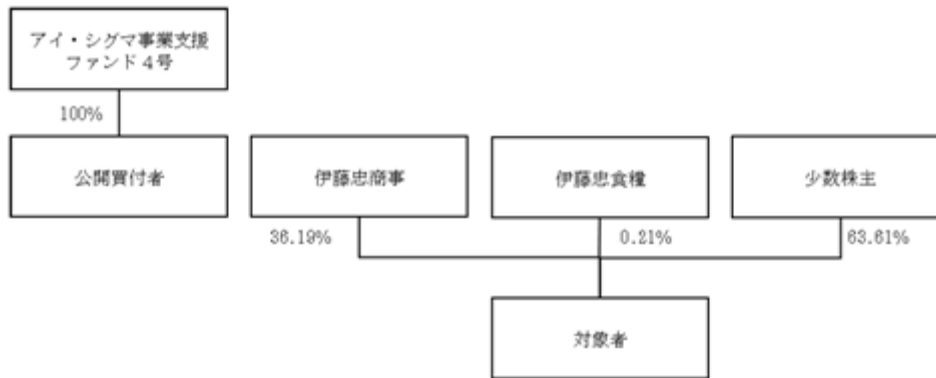 アイ・シグマ事業支援
ファンド4号
100%
公開買付者
伊藤忠商事
伊藤忠食糧
少数株主
36.19%
0.21%
63.61%
対象者